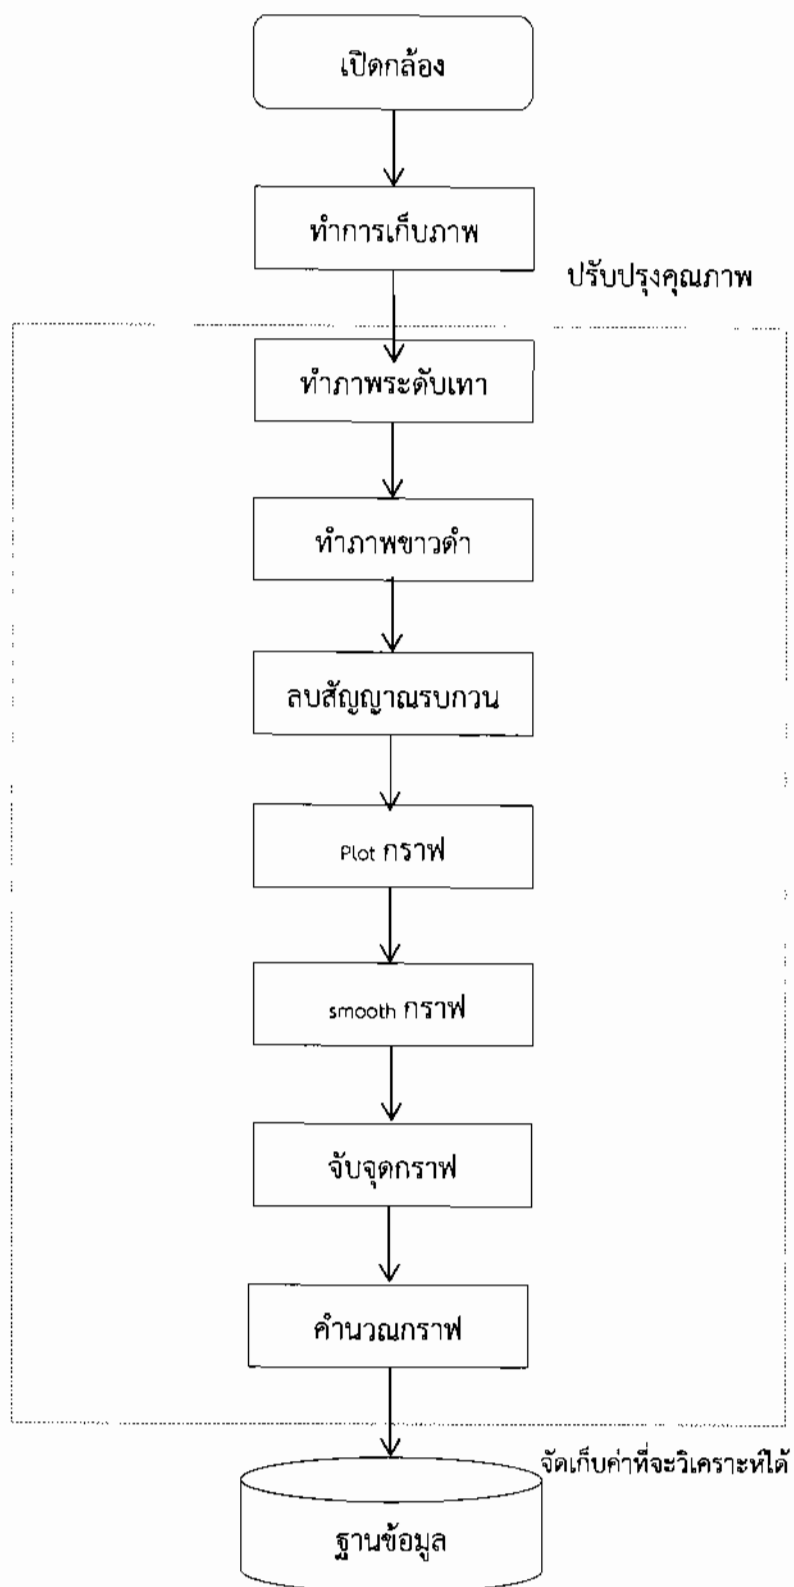 เปิดกล้อง
ทำการเก็บภาพ
ปรับปรุงคุณภาพ
ทำภาพระดับเทา
ทำภาพขาวดำ
ลบสัญญาณรบกวน
Plot กราฟ
smooth กราฟ
จับจุดกราฟ
คำนวณกราฟ
จัดเก็บค่าที่จะวิเคราะห์ได้
ฐานข้อมูล